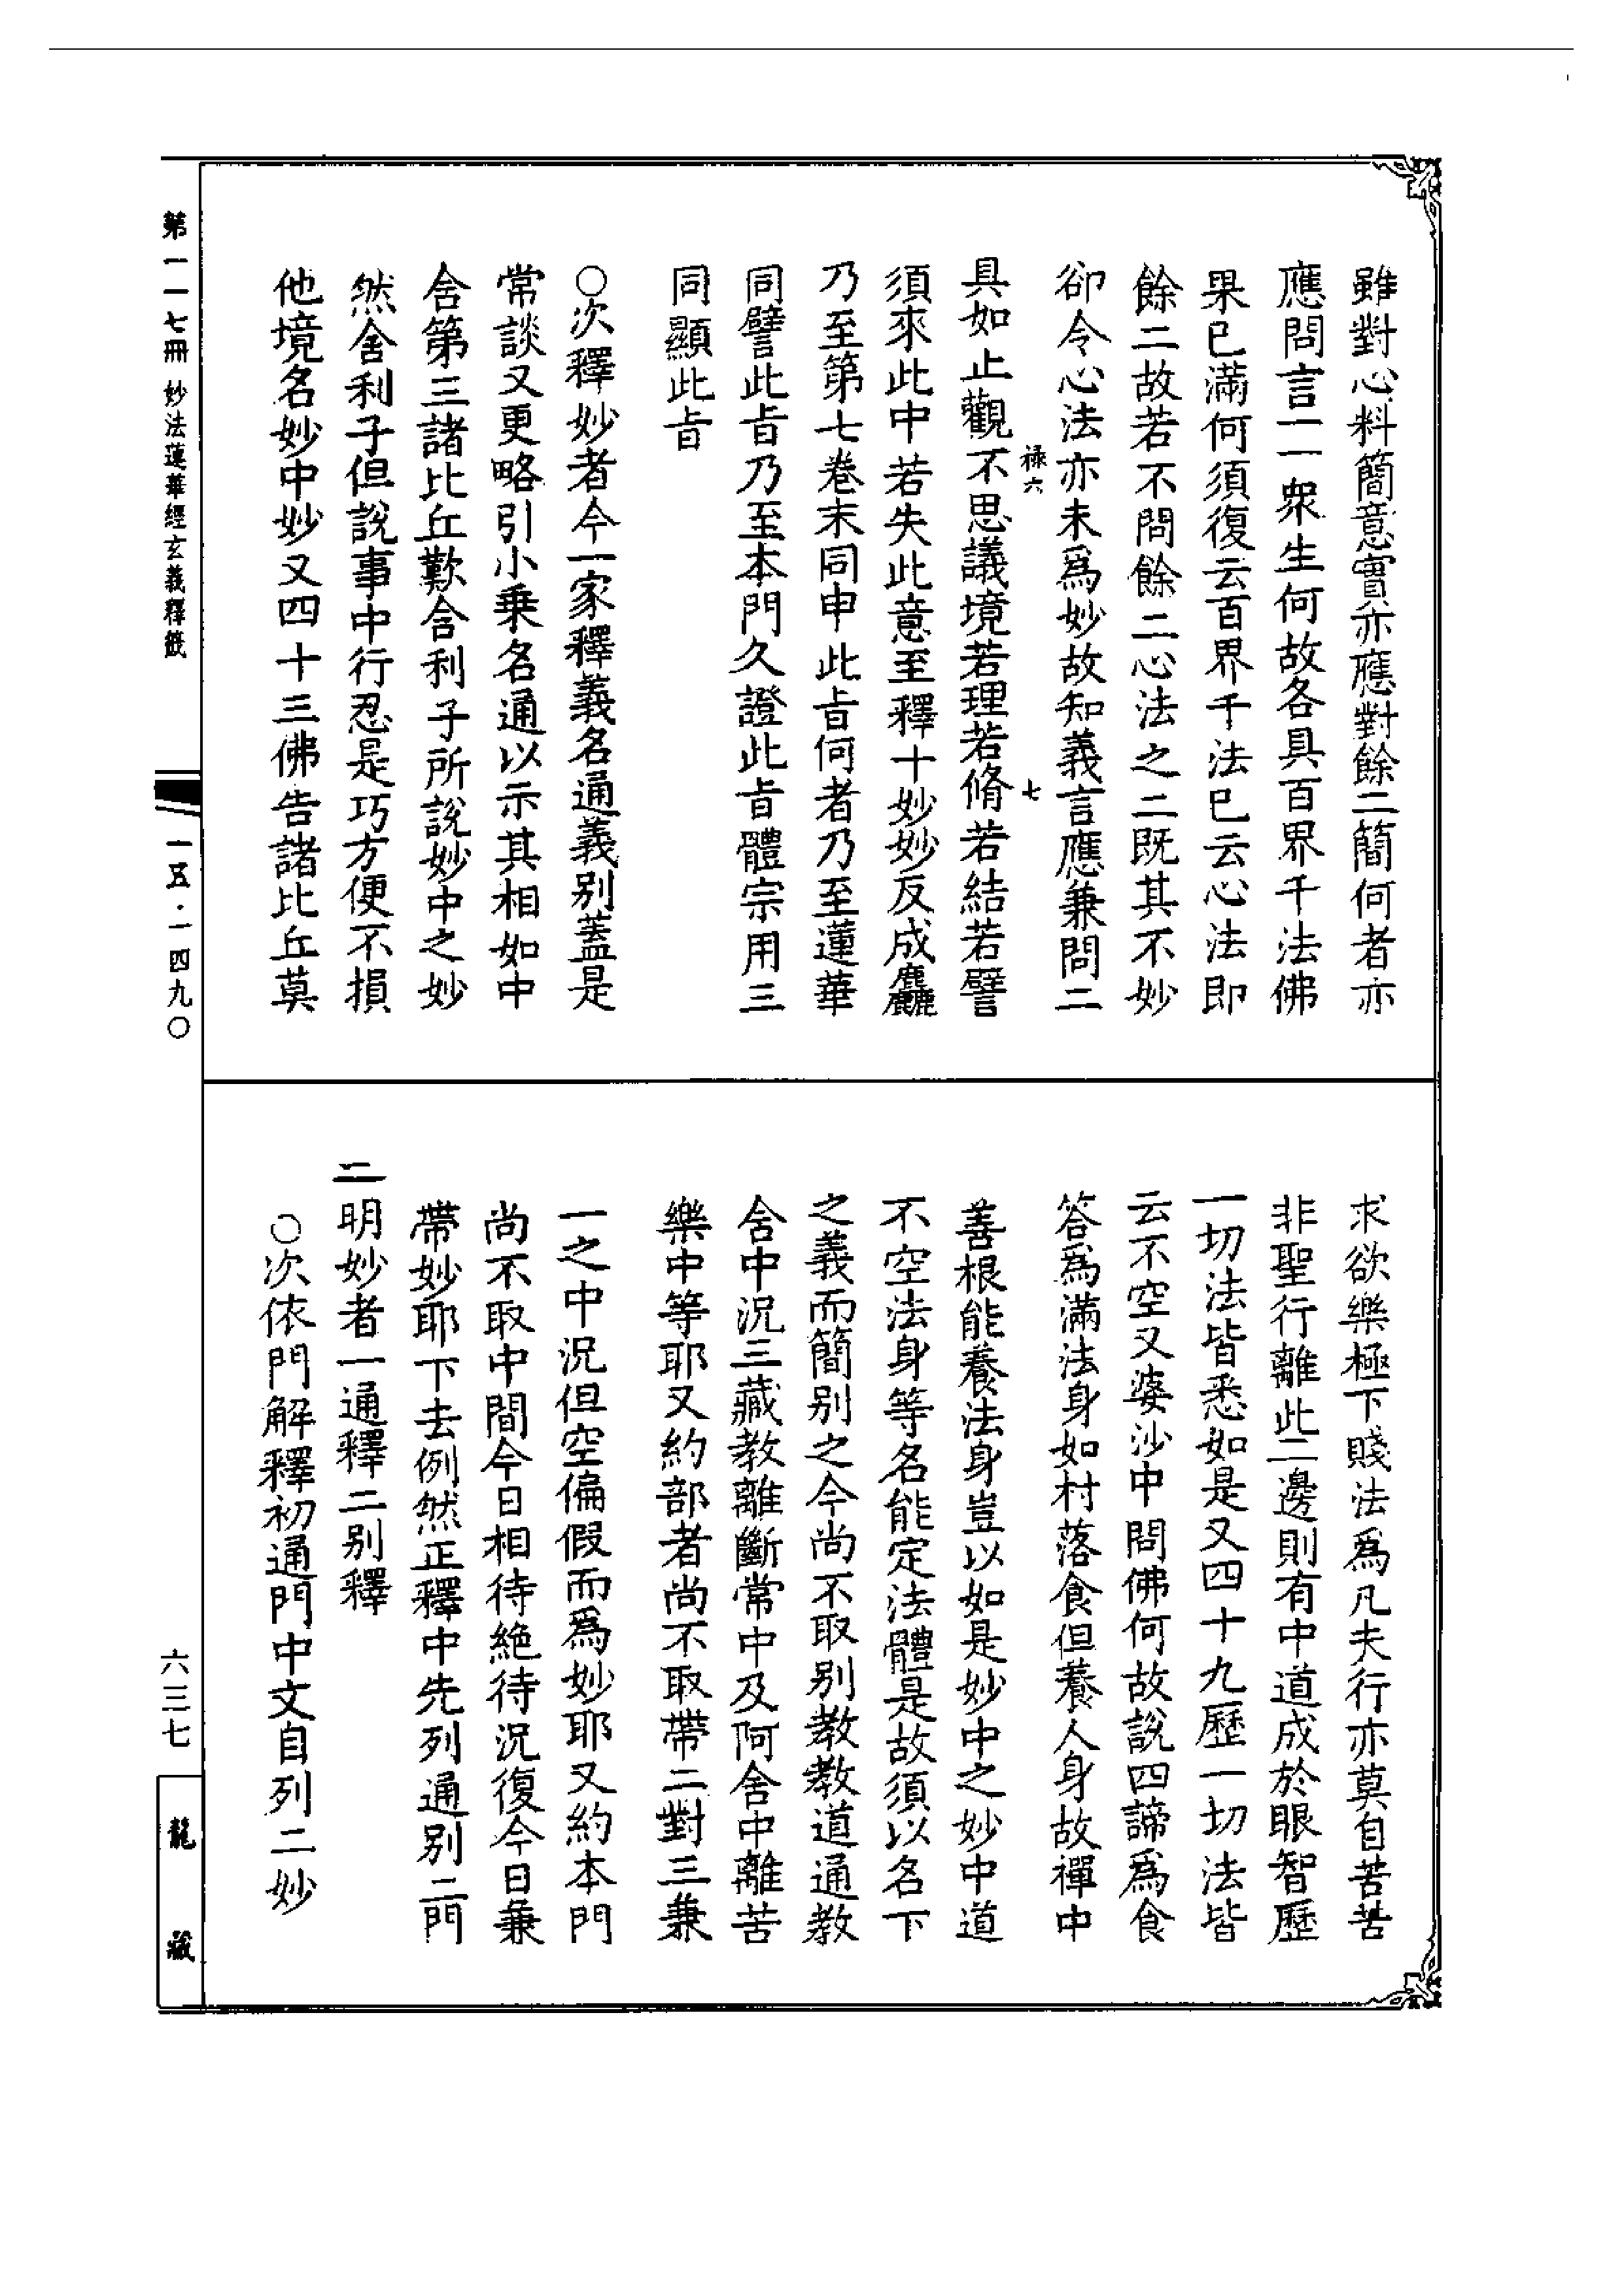 雖對心料簡意實亦應對餘二簡何者亦
應問言一一衆生何故各具百界千法佛
果已滿何須復云百界千法已云心法即
餘二故若不問餘二心法之二既其不妙
卻令心法亦未爲妙故知義言應兼問二
祿六 七
具如止觀不思議境若理若脩若結若譬
須來此中若失此意至釋十妙妙反成麤
乃至第七卷末同申此㫖何者乃至蓮華
同譬此㫖乃至本門久證此㫖體宗用三
同顯此㫖
○次釋妙者今一家釋義名通義別蓋是
常談又更略引小乗名通以示其相如中
含第三諸比丘歎舍利子所說妙中之妙
然舍利子但說事中行忍是巧方便不損
他境名妙中妙又四十三佛告諸比丘莫
求欲樂極下賤法爲凡夫行亦莫自苦苦
非聖行離此二邊則有中道成於眼智歷
一切法皆悉如是又四十九歷一切法皆
云不空又婆沙中問佛何故說四諦爲食
答爲滿法身如村落食但養人身故禪中
善根能養法身豈以如是妙中之妙中道
不空法身等名能定法體是故須以名下
之義而簡别之今尚不取别教教道通教
含中況三藏教離斷常中及阿含中離苦
樂中等耶又約部者尚不取帶二對三兼
一之中況但空偏假而爲妙耶又約本門
尚不取中間今日相待絶待況復今日兼
帶妙耶下去例然正釋中先列通别二門
二明妙者一通釋二别釋
○次依門解釋初通門中文自列二妙
第一一七冊 妙法蓮華經玄義釋籤
一五·一四九〇
六三七
龍藏